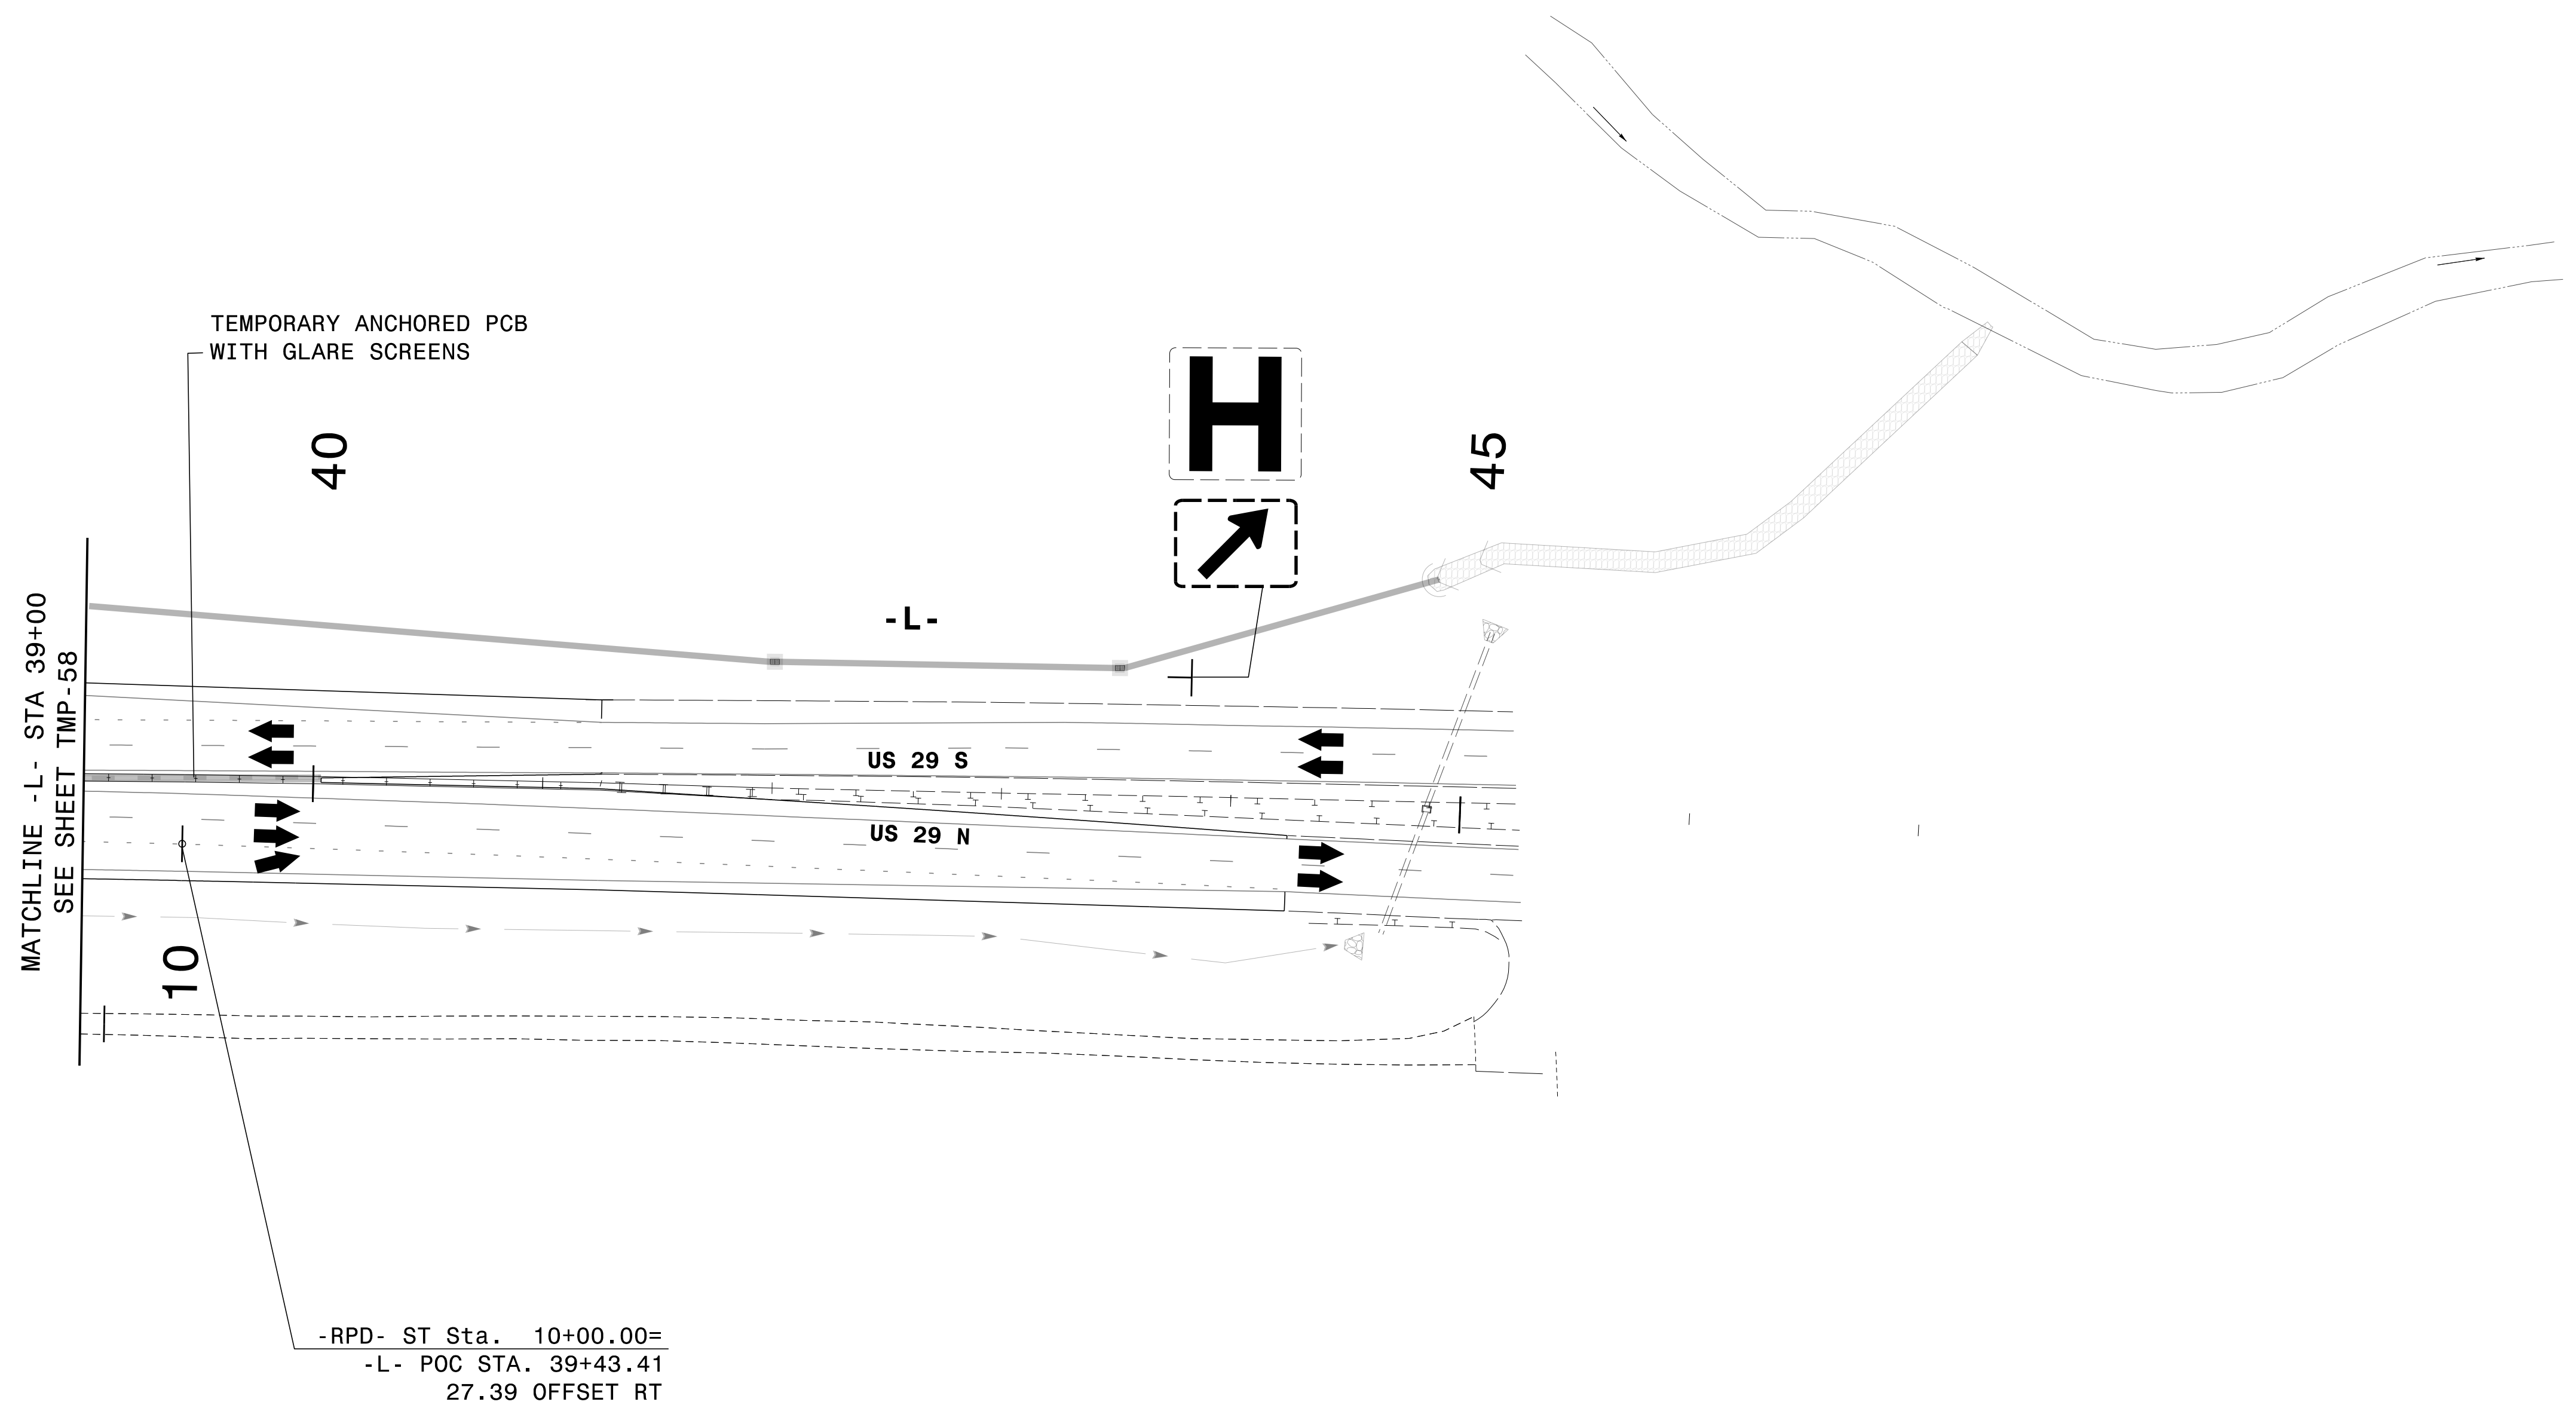 TEMPORARY ANCHORED PCB
WITH GLARE SCREENS
40
H
45
MATCHLINE -L- STA 39+00
SEE SHEET TMP-58
-L-
US 29 S
US 29 N
10
-RPD- ST Sta. 10+00.00=
-L- POC STA. 39+43.41
27.39 OFFSET RT